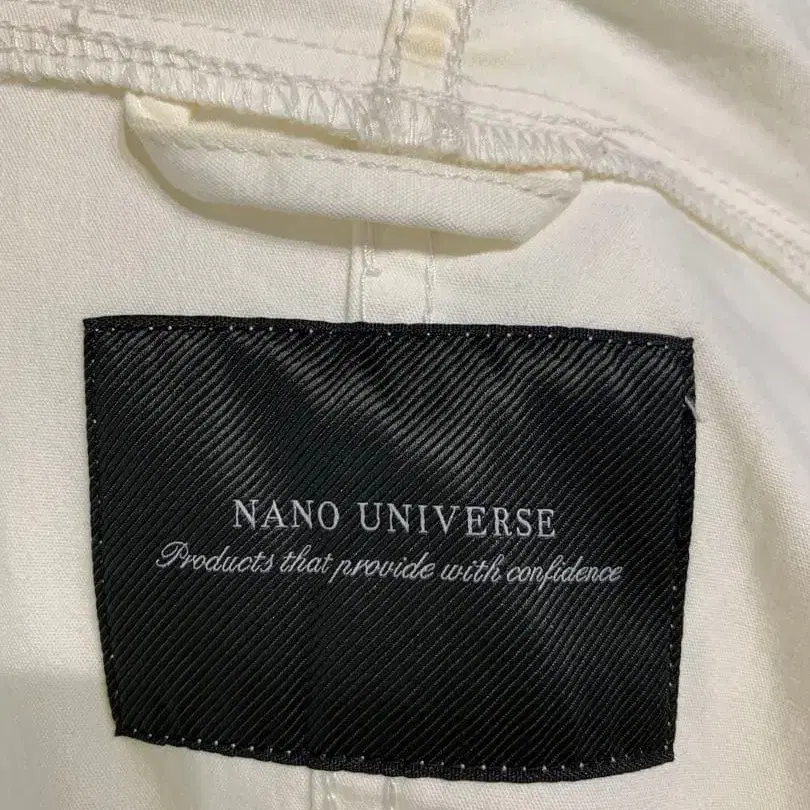 NANO UNIVERSE
Products that provide with confidence